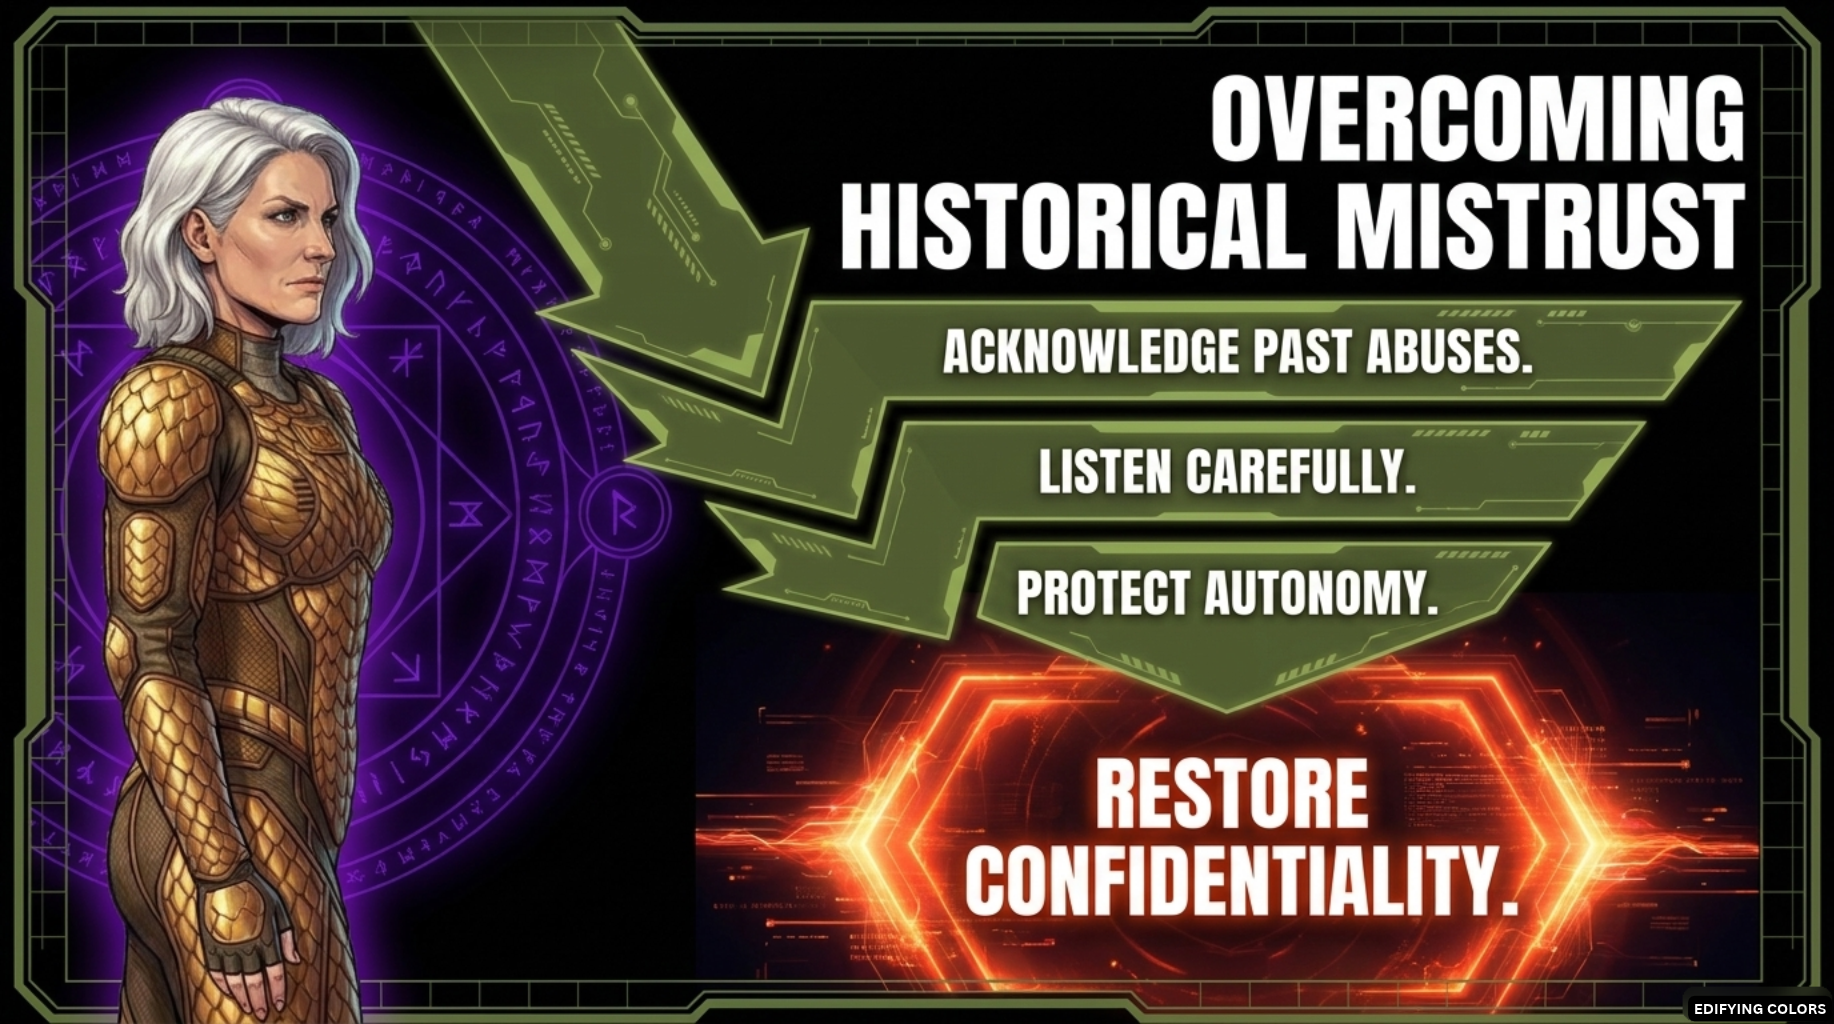 OVERCOMING
HISTORICAL MISTRUST
ACKNOWLEDGE PAST ABUSES.
LISTEN CAREFULLY.
PROTECT AUTONOMY.
RESTORE
CONFIDENTIALITY.
EDIFYING COLORS